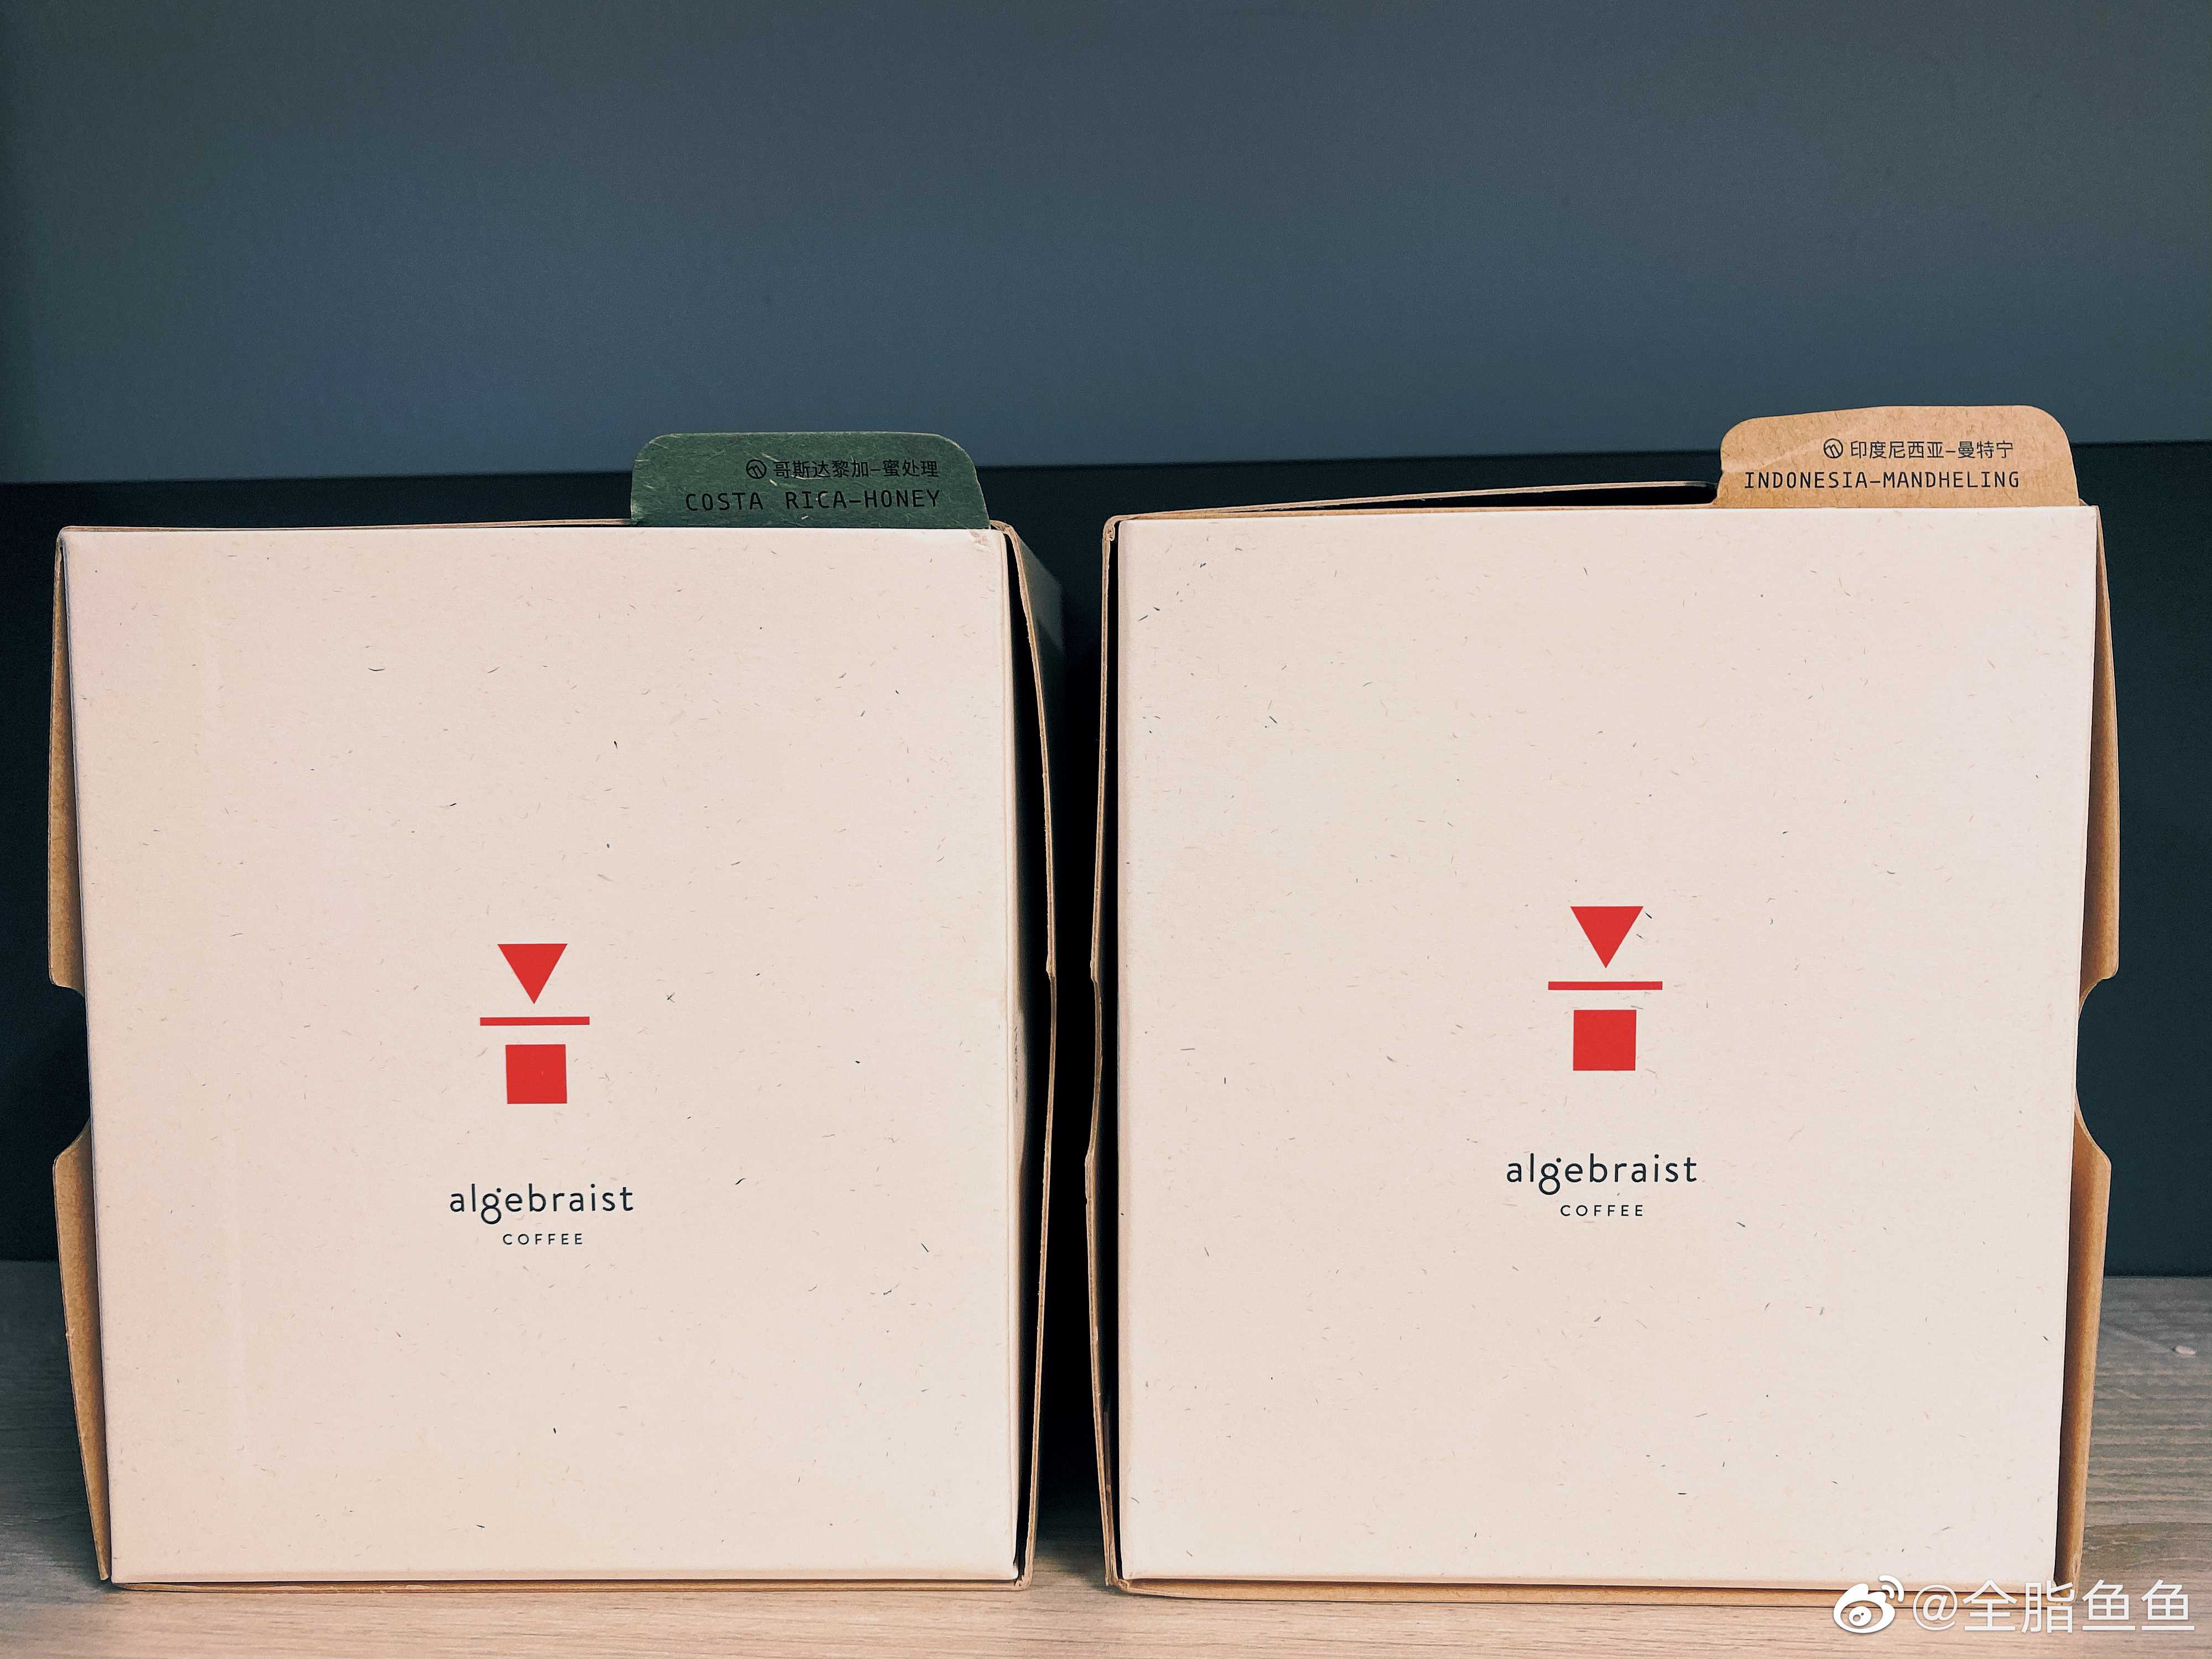 哥斯达黎加-蜜处理
COSTA RICA-HONEY
algebraist
COFFEE
印度尼西亚-曼特宁
INDONESIA-MANDHELING
algebraist
COFFEE
@全脂鱼鱼